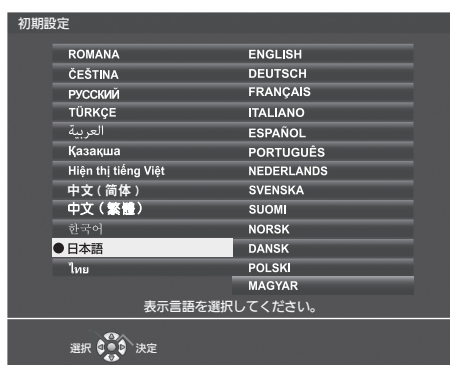 初期設定
ROMANA
ČEŠTINA
РУССКИЙ
TÜRKÇE
العربية
Қазақша
Hiện thị tiếng Việt
中文 ( 简体 )
中文 ( 繁體 )
한국어
日本語
ไทย
ENGLISH
DEUTSCH
FRANÇAIS
ITALIANO
ESPAÑOL
PORTUGUÊS
NEDERLANDS
SVENSKA
SUOMI
NORSK
DANSK
POLSKI
MAGYAR
表示言語を選択してください。
選択 決定